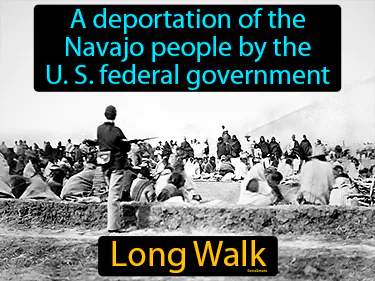 A deportation of the
Navajo people by the
U. S. federal government
Long Walk